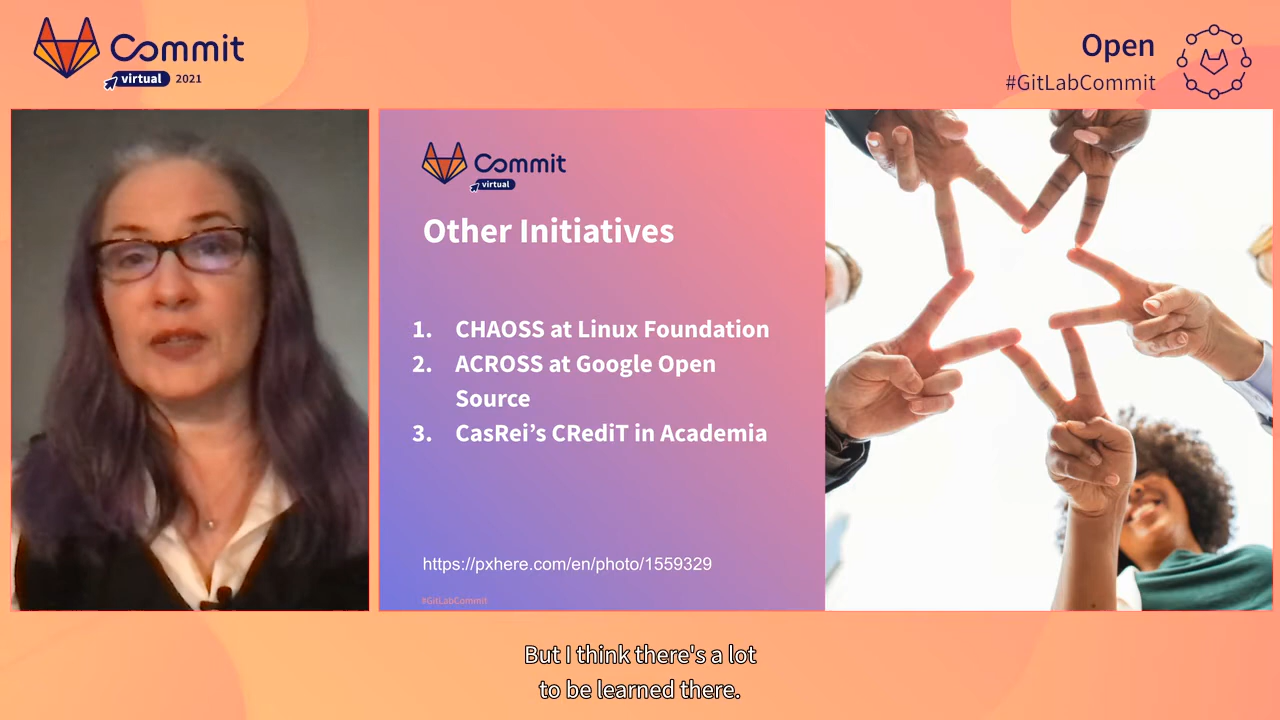 Commit
virtual 2021
Open
#GitLabCommit
Commit
virtual
Other Initiatives
1. CHAOSS at Linux Foundation
2. ACROSS at Google Open
Source
3. CasRei’s CRediT in Academia
https://pxhere.com/en/photo/1559329
#GitLabCommit
But I think there's a lot
to be learned there.